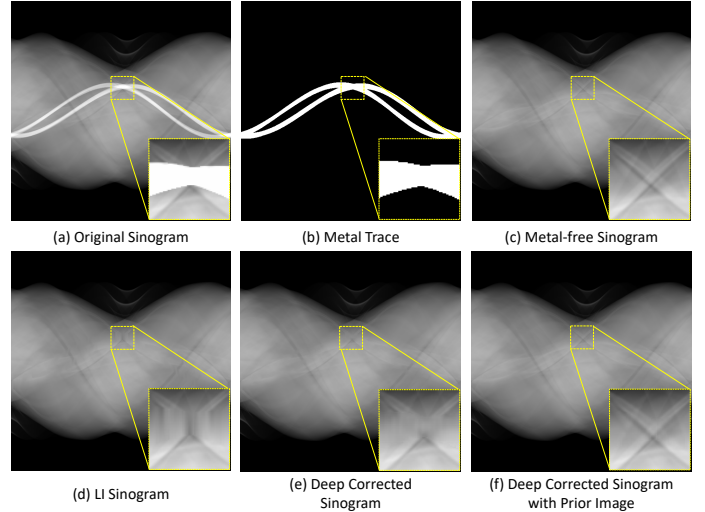 (a) Original Sinogram
(b) Metal Trace
(c) Metal-free Sinogram
(d) LI Sinogram
(e) Deep Corrected
Sinogram
(f) Deep Corrected Sinogram
with Prior Image